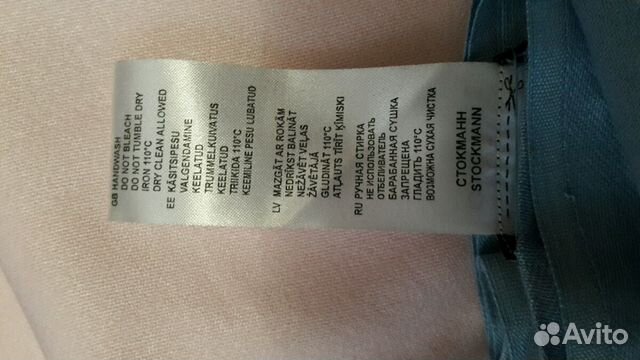 GB HANDWASH
DO NOT BLEACH
DO NOT TUMBLE DRY
IRON 110°C
DRY CLEAN ALLOWED
EE KÄSITSIPESU
VALGENDAMINE
KEELATUD
TRUMMELKUIVATUS
KEELATUD
TRIIKIDA 110°C
KEEMILINE PESU LUBATUD
LV MAZGĀT AR ROKĀM
NEDRĪKST BALINĀT
NEŽĀVĒT VEĻAS
ŽĀVĒTĀJĀ
GLUDINĀT 110°C
ATĻAUTS TĪRĪT ĶĪMISKI
RU РУЧНАЯ СТИРКА
НЕ ИСПОЛЬЗОВАТЬ
ОТБЕЛИВАТЕЛЬ
БАРАБАННАЯ СУШКА
ЗАПРЕЩЕНА
ГЛАДИТЬ 110°C
ВОЗМОЖНА СУХАЯ ЧИСТКА
СТОКМАНН
STOCKMANN
Avito